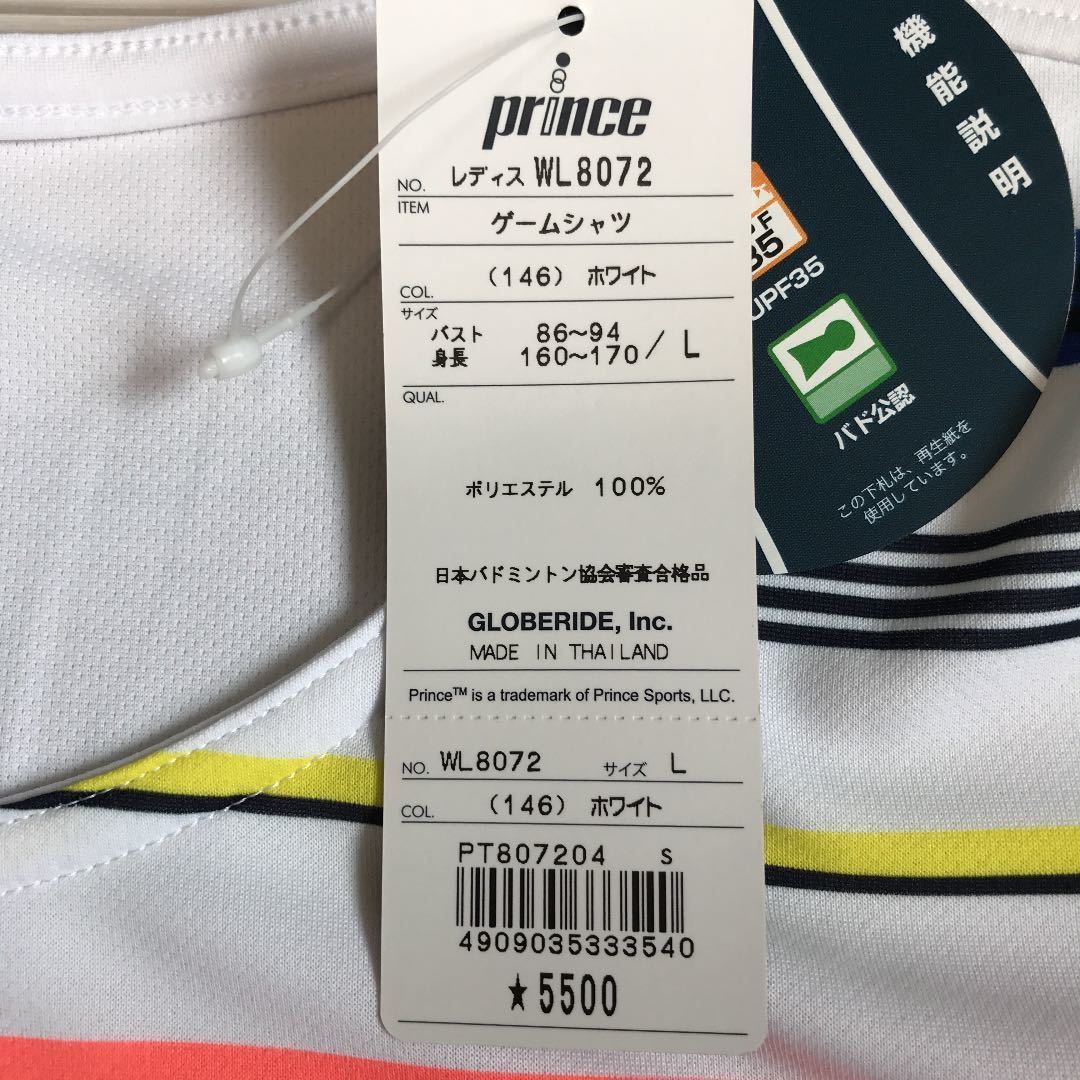 prince
NO. レディス WL8072
ITEM
ゲームシャツ
COL. (146) ホワイト
サイズ
バスト 86~94
身長 160~170 / L
QUAL.
ポリエステル 100%
日本バドミントン協会審査合格品
GLOBERIDE, Inc.
MADE IN THAILAND
Prince™ is a trademark of Prince Sports, LLC.
NO. WL8072 サイズ L
COL. (146) ホワイト
PT807204 S
4909035333540
★5500
機能説明
UPF35
バド公認
この下札は、再生紙を
使用しています。